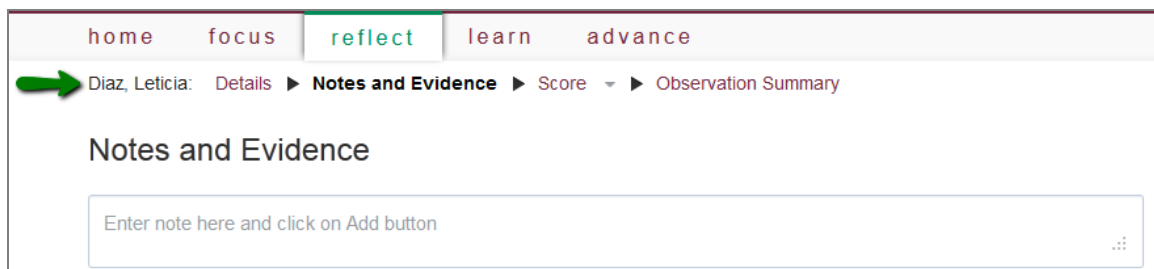 home focus reflect learn advance
Diaz, Leticia: Details ▶ Notes and Evidence ▶ Score ▶ Observation Summary
Notes and Evidence
Enter note here and click on Add button